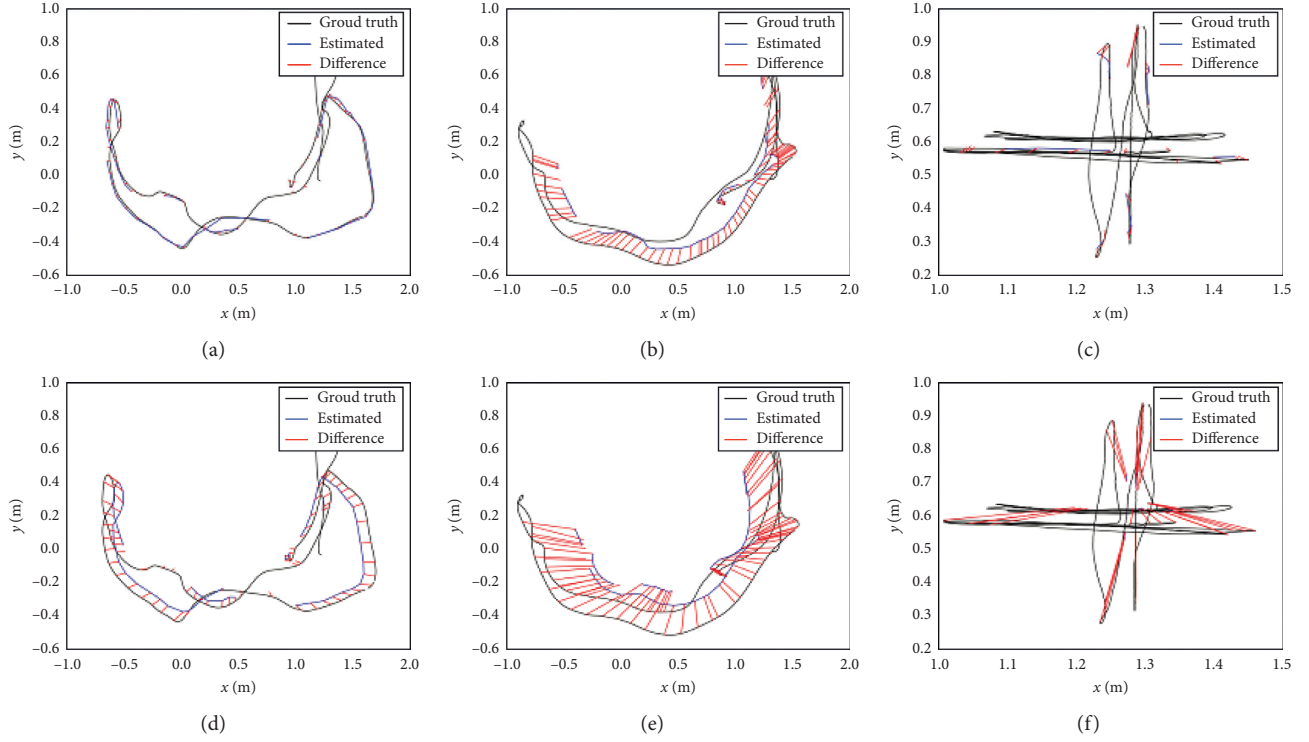 1.0
0.8
0.6
0.4
0.2
0.0
–0.2
–0.4
–0.6
y (m)
–1.0 –0.5 0.0 0.5 1.0 1.5 2.0
x (m)
Groud truth
Estimated
Difference
(a)
1.0
0.8
0.6
0.4
0.2
0.0
–0.2
–0.4
–0.6
y (m)
–1.0 –0.5 0.0 0.5 1.0 1.5 2.0
x (m)
Groud truth
Estimated
Difference
(b)
1.0
0.9
0.8
0.7
0.6
0.5
0.4
0.3
0.2
y (m)
1.0 1.1 1.2 1.3 1.4 1.5
x (m)
Groud truth
Estimated
Difference
(c)
1.0
0.8
0.6
0.4
0.2
0.0
–0.2
–0.4
–0.6
y (m)
–1.0 –0.5 0.0 0.5 1.0 1.5 2.0
x (m)
Groud truth
Estimated
Difference
(d)
1.0
0.8
0.6
0.4
0.2
0.0
–0.2
–0.4
–0.6
y (m)
–1.0 –0.5 0.0 0.5 1.0 1.5 2.0
x (m)
Groud truth
Estimated
Difference
(e)
1.0
0.9
0.8
0.7
0.6
0.5
0.4
0.3
0.2
y (m)
1.0 1.1 1.2 1.3 1.4 1.5
x (m)
Groud truth
Estimated
Difference
(f)